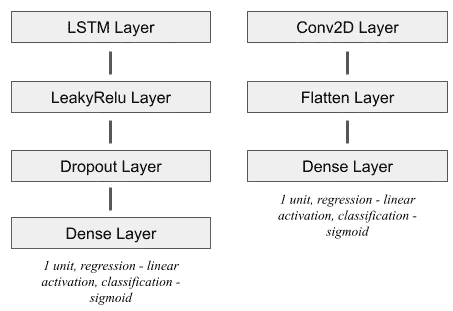 LSTM Layer
LeakyRelu Layer
Dropout Layer
Dense Layer
1 unit, regression - linear
activation, classification -
sigmoid
Conv2D Layer
Flatten Layer
Dense Layer
1 unit, regression - linear
activation, classification -
sigmoid